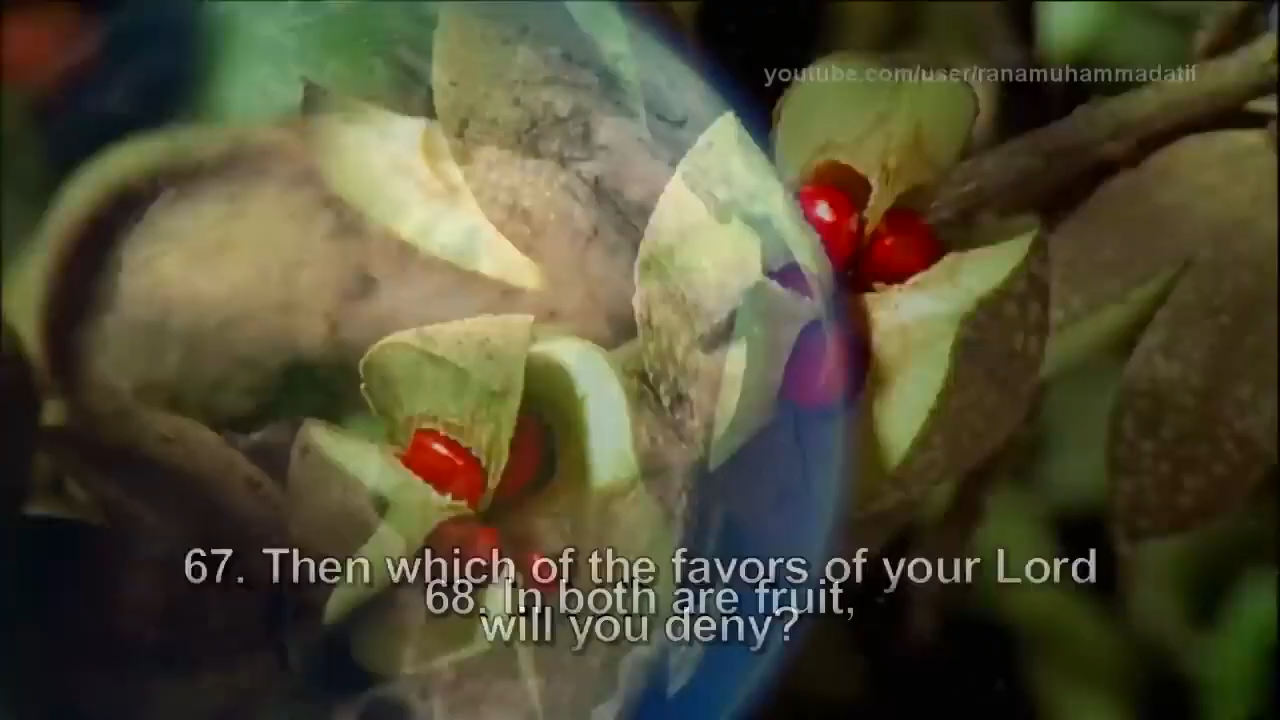 youtube.com/user/ranamuhammadatif
67. Then which of the favors of your Lord
68. In both are fruit,
will you deny?